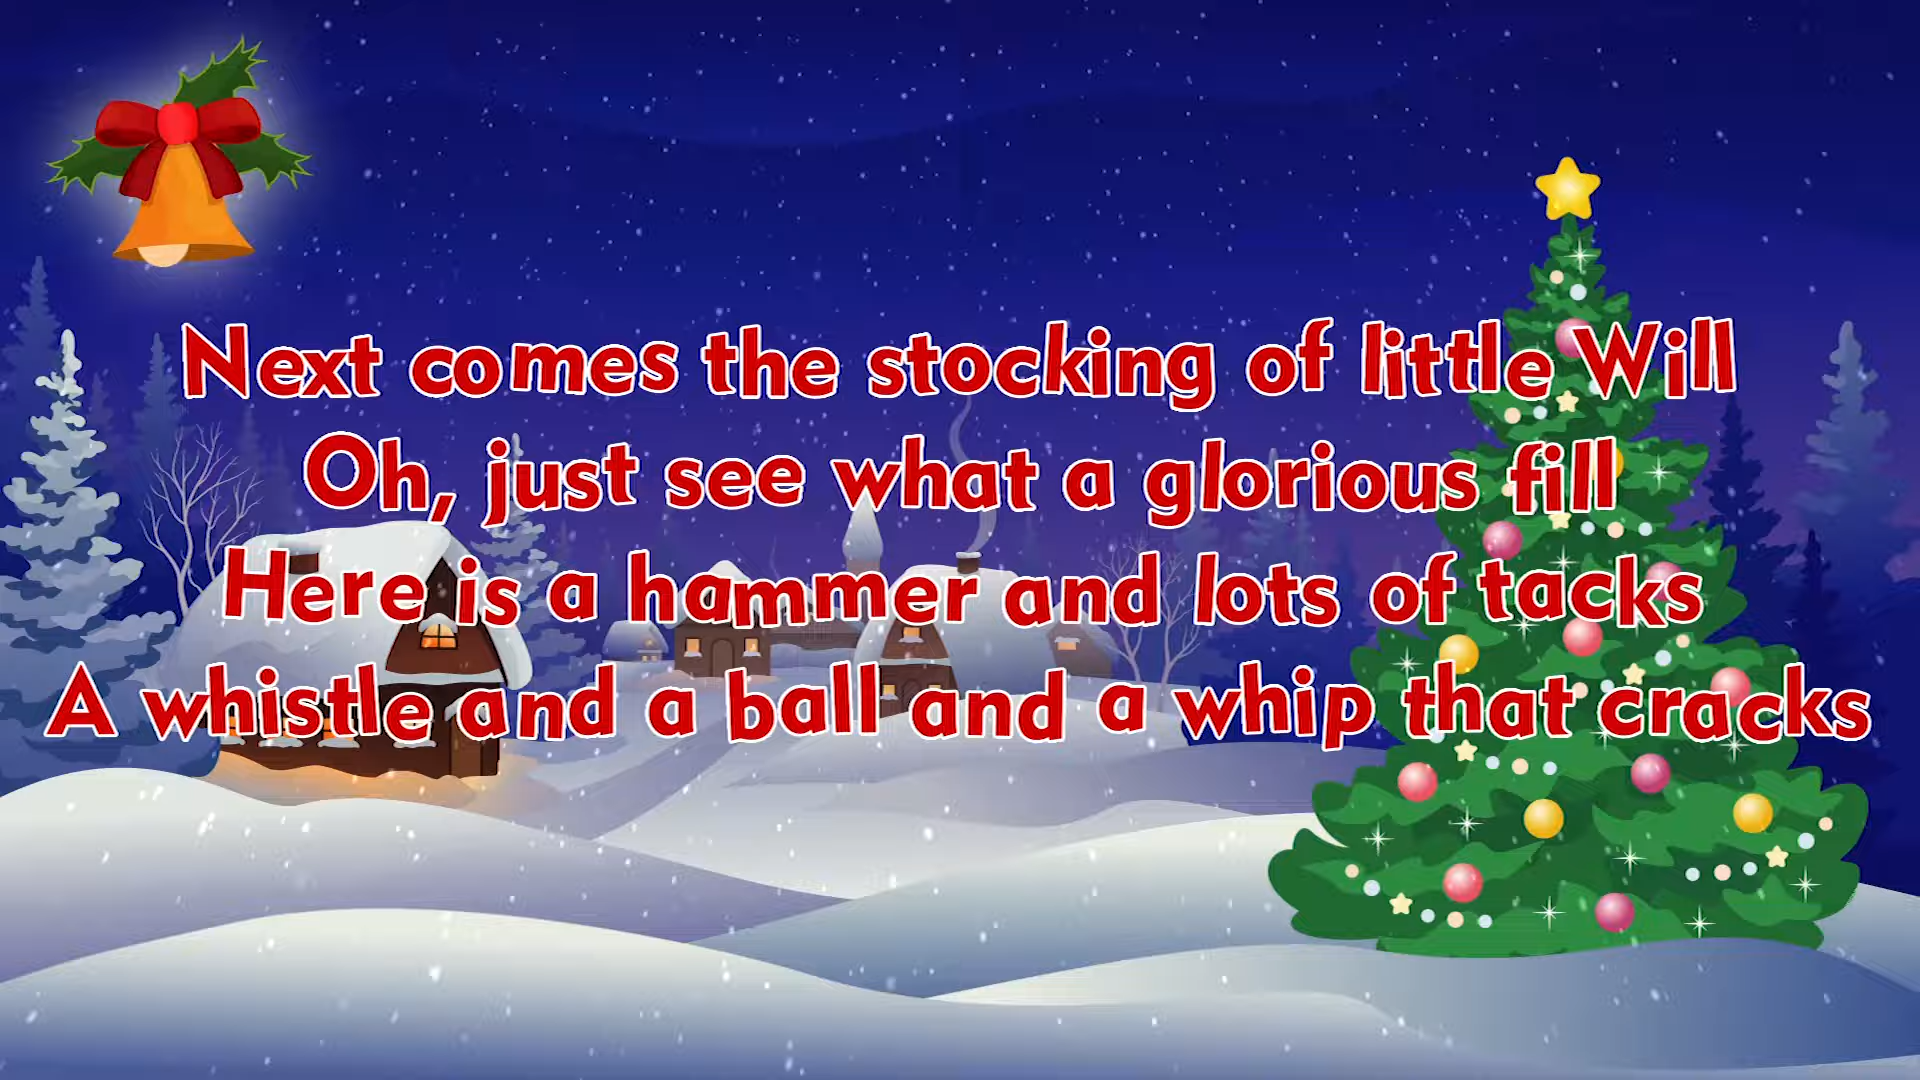 Next comes the stocking of little Will
Oh, just see what a glorious fill
Here is a hammer and lots of tacks
A whistle and a ball and a whip that cracks